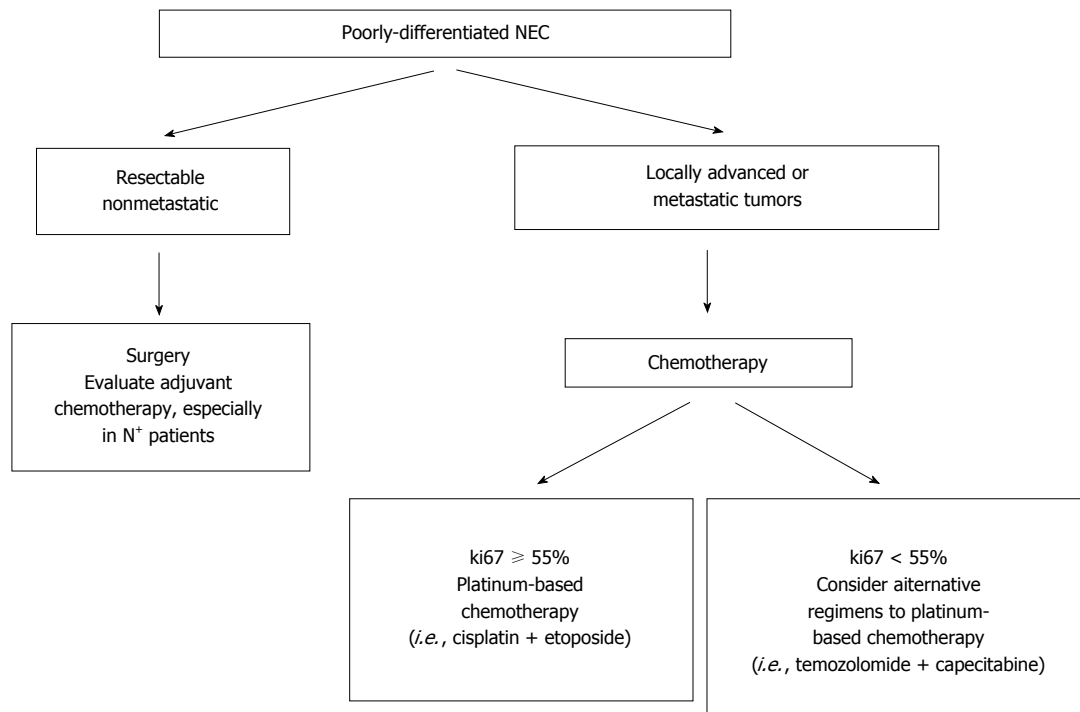 Poorly-differentiated NEC
Resectable
nonmetastatic
Locally advanced or
metastatic tumors
Surgery
Evaluate adjuvant
chemotherapy, especially
in N⁺ patients
Chemotherapy
ki67 ≥ 55%
Platinum-based
chemotherapy
(i.e., cisplatin + etoposide)
ki67 < 55%
Consider aiternative
regimens to platinum-
based chemotherapy
(i.e., temozolomide + capecitabine)